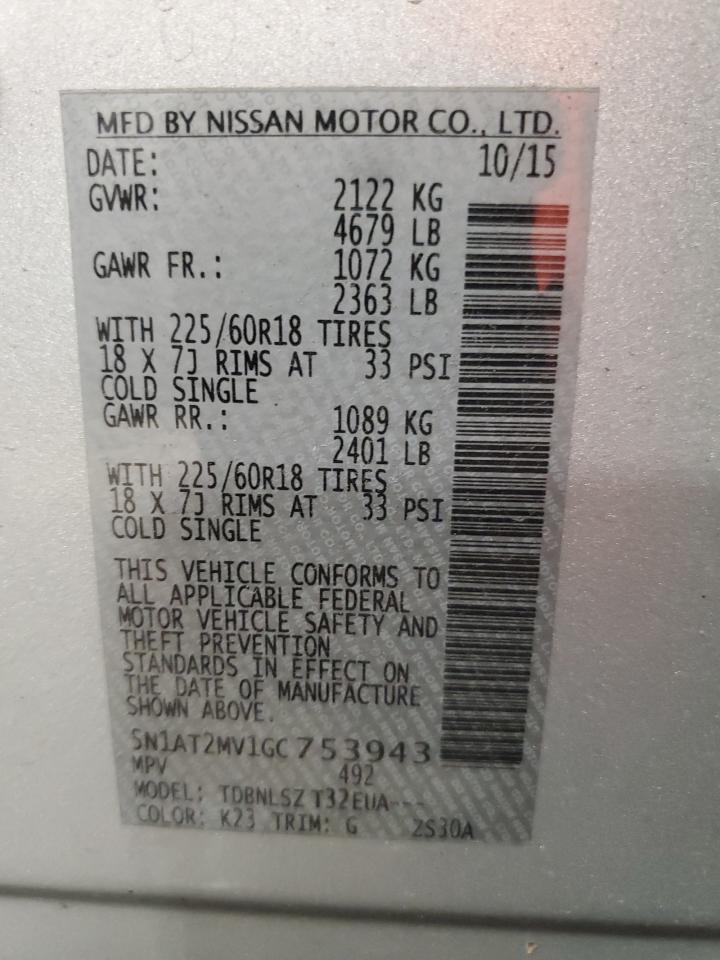 MFD BY NISSAN MOTOR CO., LTD.
DATE: 10/15
GVWR: 2122 KG
4679 LB
GAWR FR.: 1072 KG
2363 LB
WITH 225/60R18 TIRES
18 X 7J RIMS AT 33 PSI
COLD SINGLE
GAWR RR.: 1089 KG
2401 LB
WITH 225/60R18 TIRES
18 X 7J RIMS AT 33 PSI
COLD SINGLE
THIS VEHICLE CONFORMS TO
ALL APPLICABLE FEDERAL
MOTOR VEHICLE SAFETY AND
THEFT PREVENTION
STANDARDS IN EFFECT ON
THE DATE OF MANUFACTURE
SHOWN ABOVE.
5N1AT2MV1GC753943
MPV 492
MODEL: TDBNLSZ T32EUA---
COLOR: K23 TRIM: G 2S30A